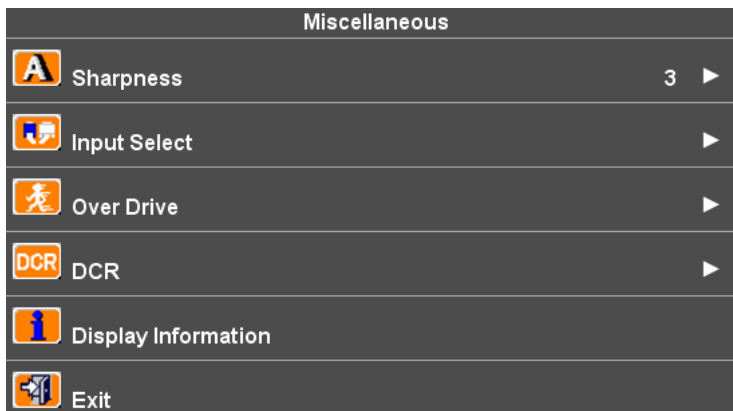 Miscellaneous
A Sharpness 3
Input Select
Over Drive
DCR DCR
i Display Information
Exit